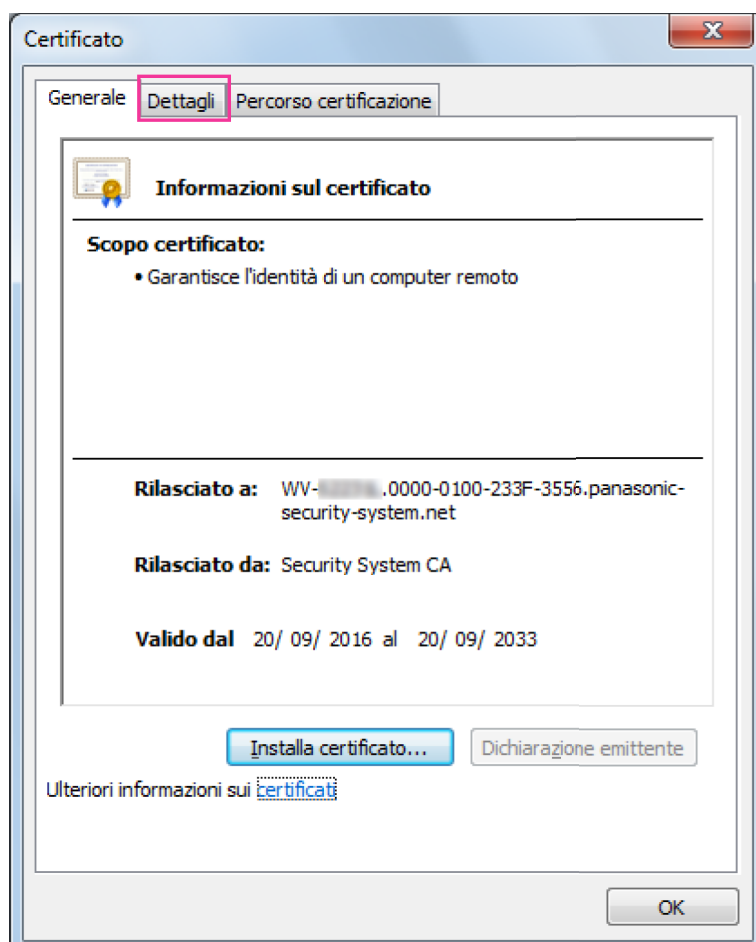 Certificato
Generale Dettagli Percorso certificazione
Informazioni sul certificato
Scopo certificato:
• Garantisce l'identità di un computer remoto
Rilasciato a: WV- .0000-0100-233F-3556.panasonic-
security-system.net
Rilasciato da: Security System CA
Valido dal 20/ 09/ 2016 al 20/ 09/ 2033
Installa certificato... Dichiarazione emittente
Ulteriori informazioni sui certificati
OK